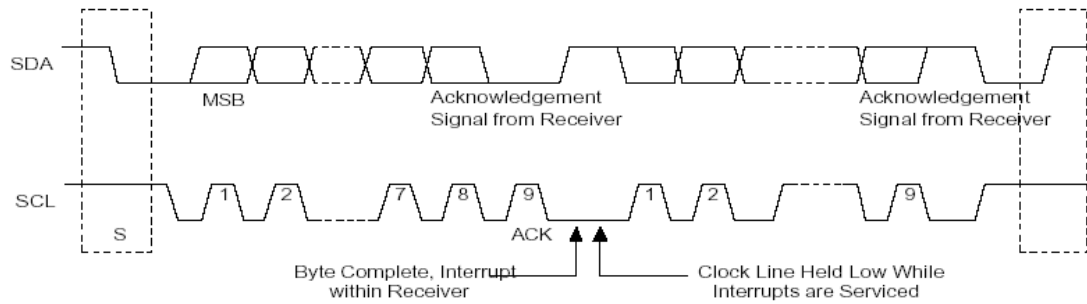 SDA
MSB
Acknowledgement
Signal from Receiver
Acknowledgement
Signal from Receiver
SCL
1
2
7
8
9
1
2
9
S
ACK
Byte Complete, Interrupt
within Receiver
Clock Line Held Low While
Interrupts are Serviced